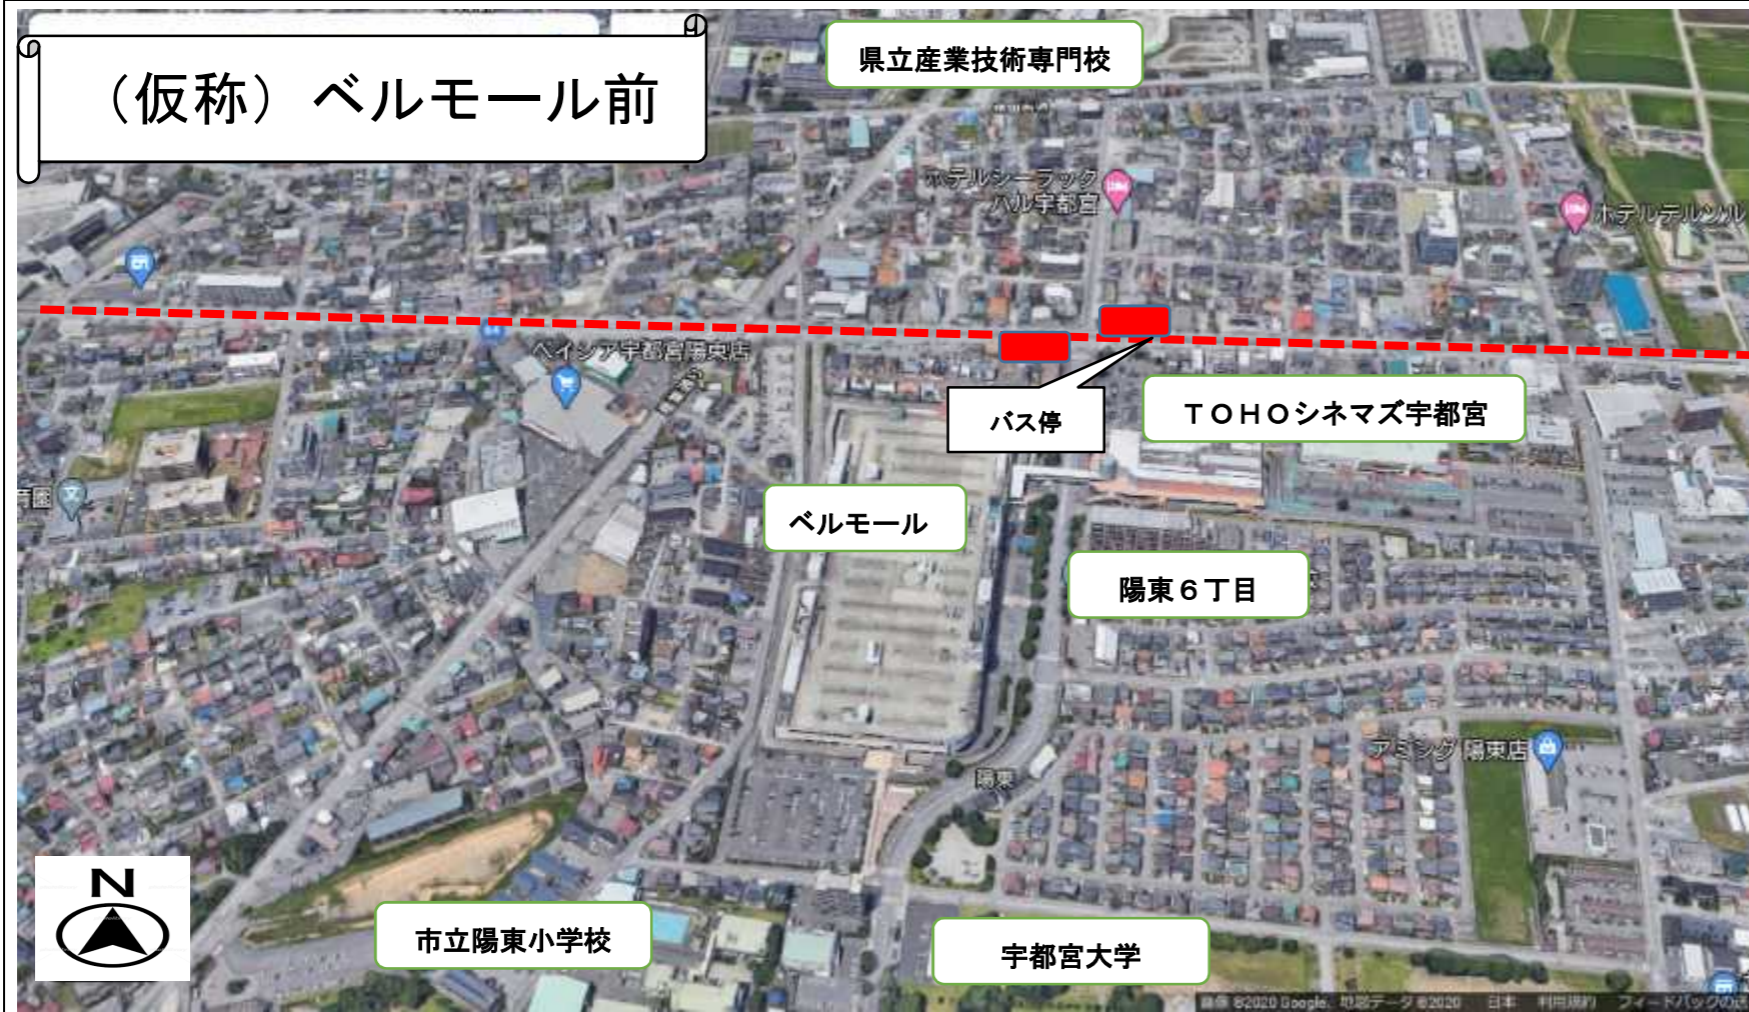 （仮称）ベルモール前
県立産業技術専門校
ホテルシーラック
パル宇都宮
ホテルデルソル
ベイシア宇都宮陽東店
バス停
ＴＯＨＯシネマズ宇都宮
育園
ベルモール
陽東６丁目
アミング 陽東店
陽東
N
市立陽東小学校
宇都宮大学
画像 ©2020 Google、地図データ ©2020 日本 利用規約 フィードバックの送